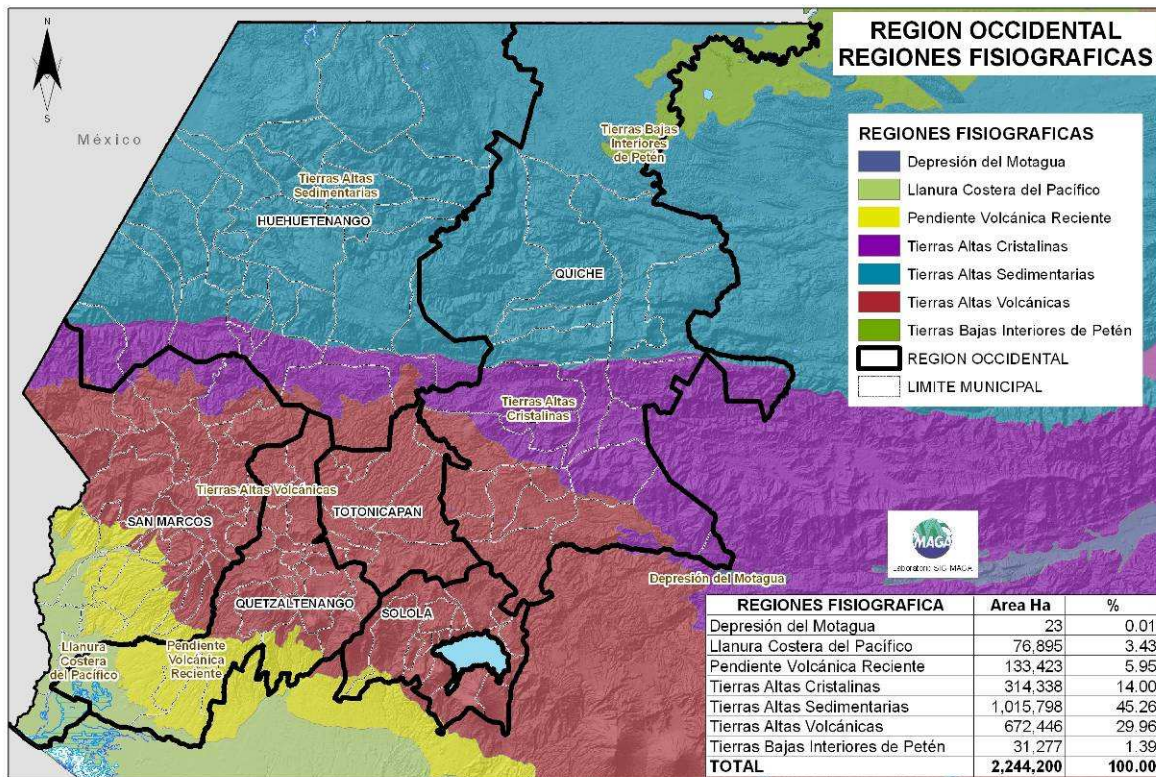 N
S
México
REGION OCCIDENTAL
REGIONES FISIOGRAFICAS
REGIONES FISIOGRAFICAS
Depresión del Motagua
Llanura Costera del Pacífico
Pendiente Volcánica Reciente
Tierras Altas Cristalinas
Tierras Altas Sedimentarias
Tierras Altas Volcánicas
Tierras Bajas Interiores de Petén
REGION OCCIDENTAL
LIMITE MUNICIPAL
Tierras Bajas
Interiores
de Petén
Tierras Altas
Sedimentarias
HUEHUETENANGO
QUICHE
Tierras Altas
Cristalinas
Tierras Altas Volcánicas
SAN MARCOS
TOTONICAPAN
QUETZALTENANGO
SOLOLA
Depresión del Motagua
Llanura
Costera
del Pacífico
Pendiente
Volcánica
Reciente
MAGA
Laboratorio SIG MAGA
REGIONES FISIOGRAFICA Area Ha %
Depresión del Motagua 23 0.01
Llanura Costera del Pacífico 76,895 3.43
Pendiente Volcánica Reciente 133,423 5.95
Tierras Altas Cristalinas 314,338 14.00
Tierras Altas Sedimentarias 1,015,798 45.26
Tierras Altas Volcánicas 672,446 29.96
Tierras Bajas Interiores de Petén 31,277 1.39
TOTAL 2,244,200 100.00